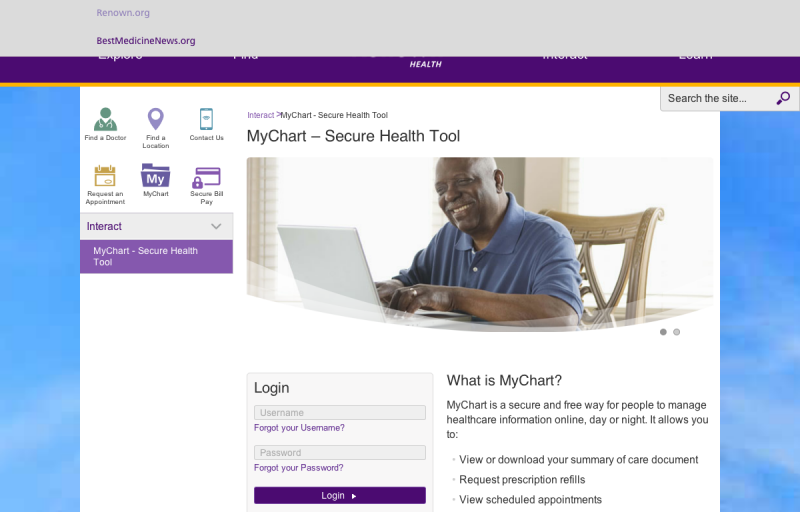 Renown.org
BestMedicineNews.org
HEALTH
Search the site...
Find a Doctor
Find a
Location
Contact Us
Request an
Appointment
My
MyChart
Secure Bill
Pay
Interact
MyChart - Secure Health
Tool
Interact >MyChart - Secure Health Tool
MyChart – Secure Health Tool
Login
Username
Forgot your Username?
Password
Forgot your Password?
Login
What is MyChart?
MyChart is a secure and free way for people to manage
healthcare information online, day or night. It allows you
to:
View or download your summary of care document
Request prescription refills
View scheduled appointments